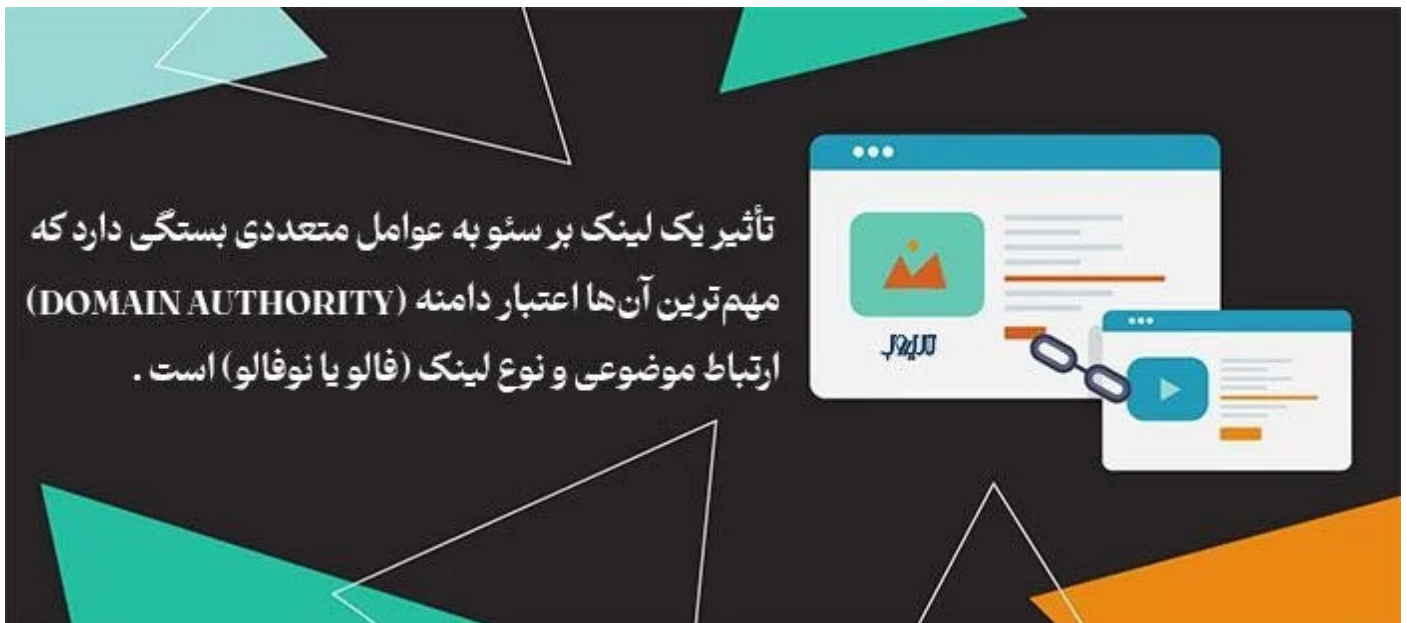 تأثیر یک لینک بر سئو به عوامل متعددی بستگی دارد که
مهم‌ترین آن‌ها اعتبار دامنه (DOMAIN AUTHORITY)
ارتباط موضوعی و نوع لینک (فالو یا نوفالو) است .